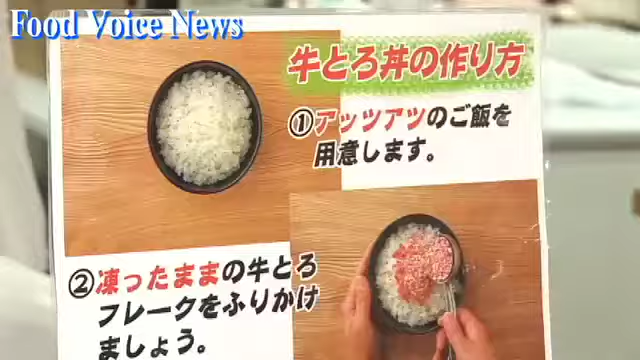 Food Voice News
牛とろ丼の作り方
①アッツアツのご飯を
用意します。
②凍ったままの牛とろ
フレークをふりかけ
ましょう。